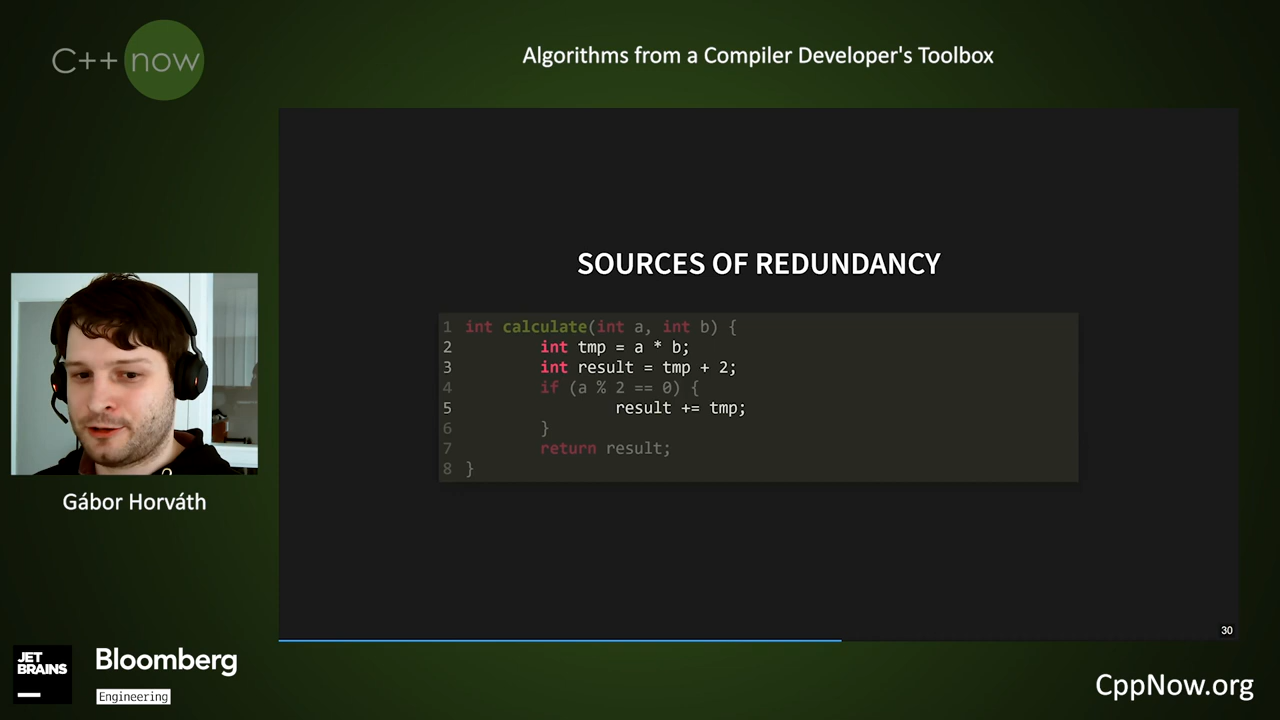 C++ now
Algorithms from a Compiler Developer's Toolbox
SOURCES OF REDUNDANCY
1 int calculate(int a, int b) {
2 int tmp = a * b;
3 int result = tmp + 2;
4 if (a % 2 == 0) {
5 result += tmp;
6 }
7 return result;
8 }
Gábor Horváth
30
JET
BRAINS
Bloomberg
Engineering
CppNow.org